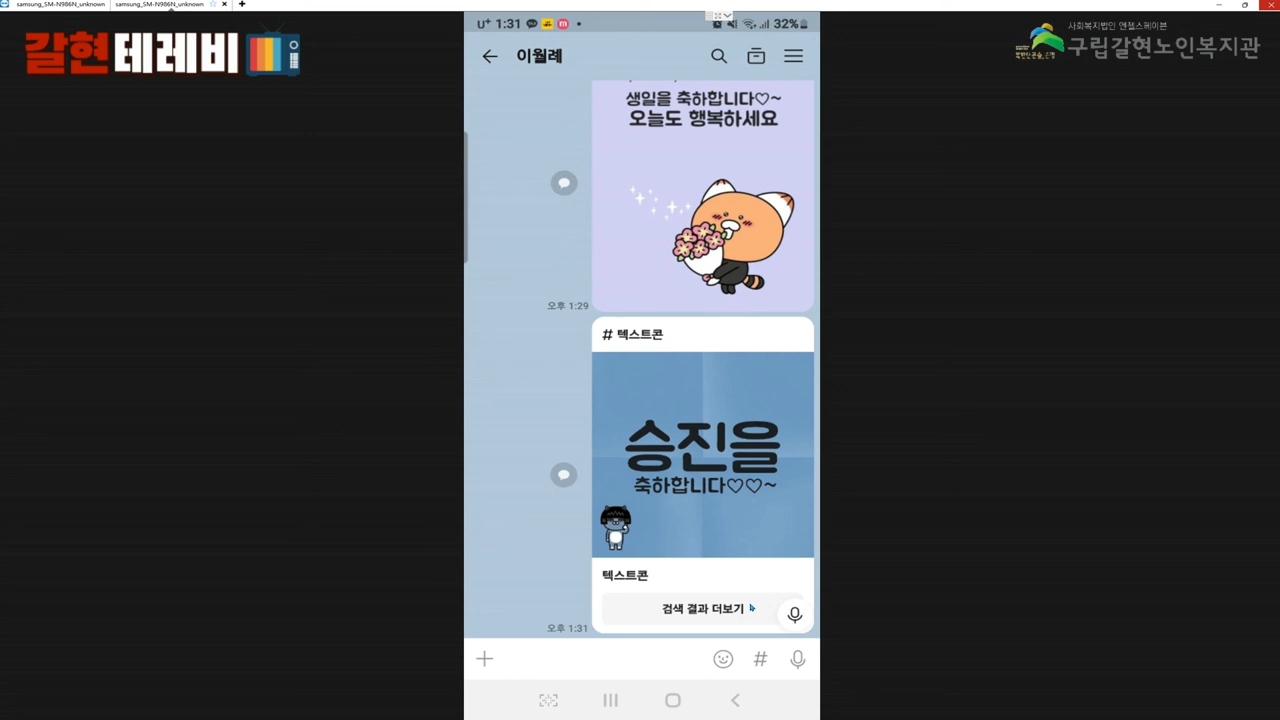 samsung_SM-N986N_unknown
samsung_SM-N986N_unknown
갈현테레비
사회복지법인 엔젤스헤이븐
구립갈현노인복지관
U+ 1:31
32%
이월례
생일을 축하합니다♡~
오늘도 행복하세요
오후 1:29
# 텍스트콘
승진을
축하합니다♡♡~
텍스트콘
검색 결과 더보기
오후 1:31